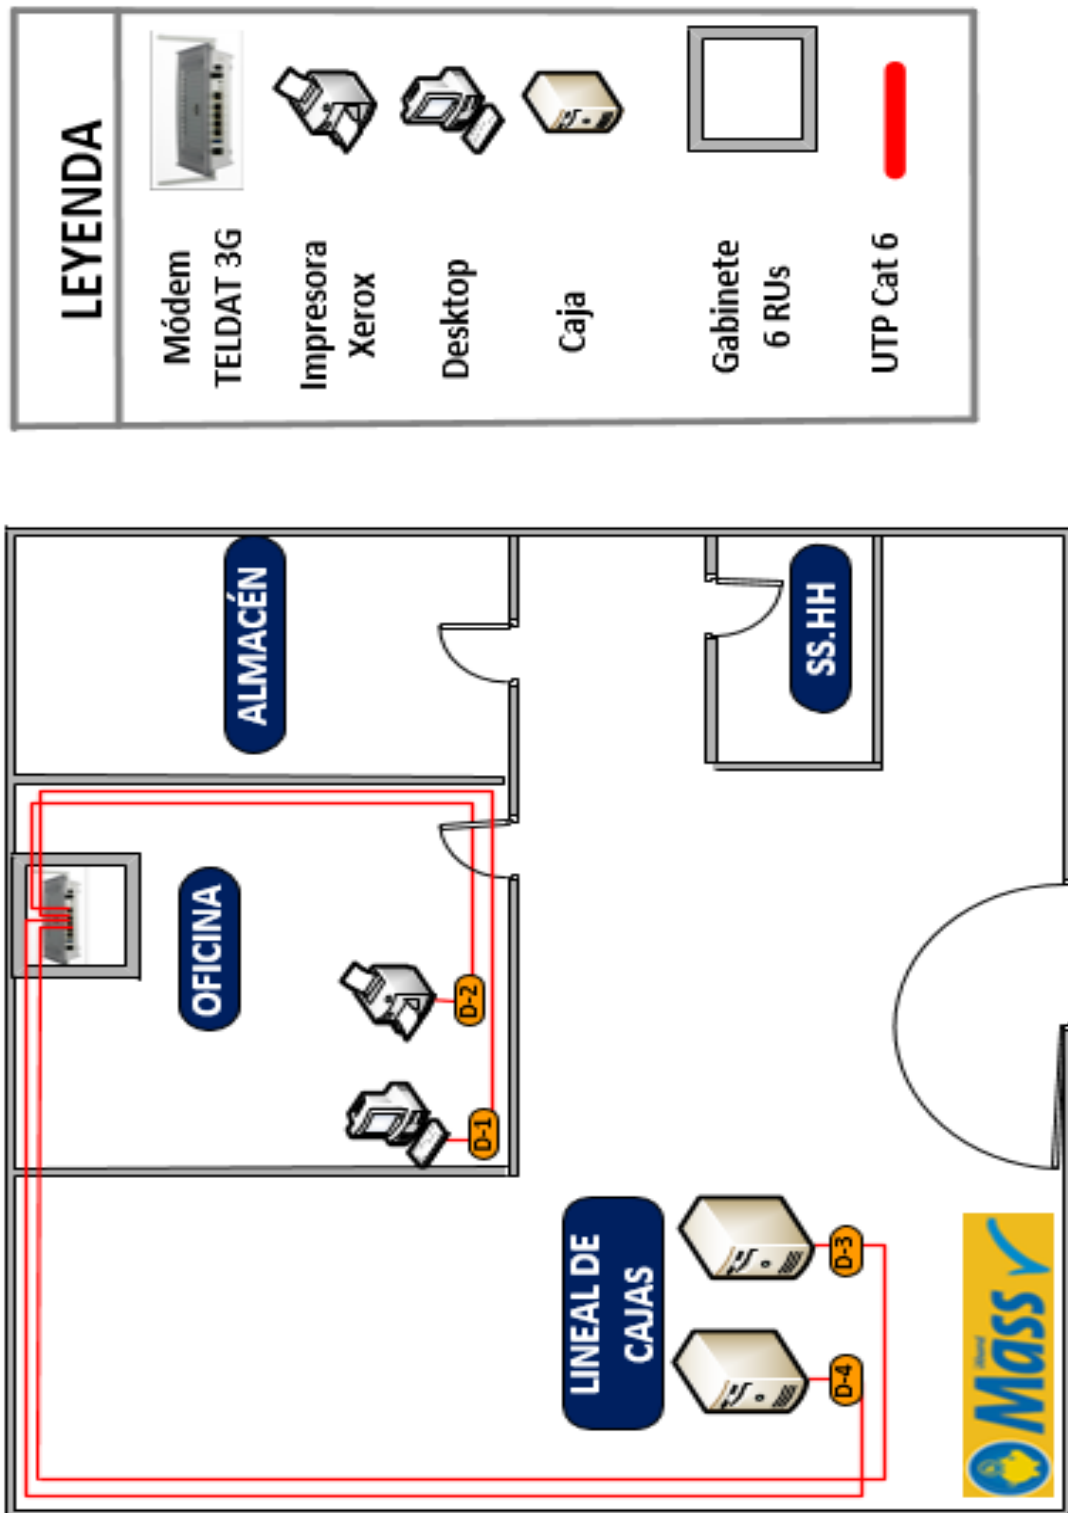 LEYENDA
Módem
TELDAT 3G
Impresora
Xerox
Desktop
Caja
Gabinete
6 RUs
UTP Cat 6
ALMACÉN
OFICINA
SS.HH
D-2
D-1
LINEAL DE
CAJAS
D-3
D-4
Mass